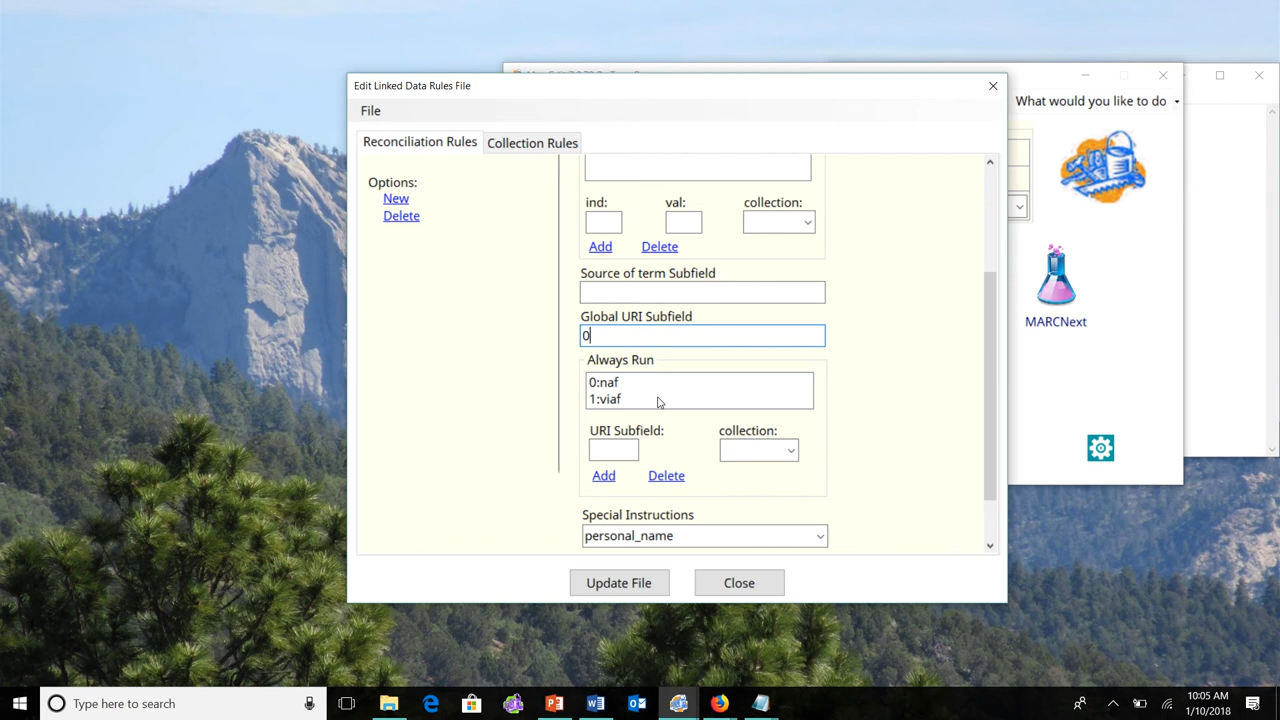 Edit Linked Data Rules File
File
What would you like to do
Reconciliation Rules
Collection Rules
Options:
New
Delete
ind:
val:
collection:
Add
Delete
Source of term Subfield
Global URI Subfield
0
Always Run
0:naf
1:viaf
URI Subfield:
collection:
Add
Delete
Special Instructions
personal_name
Update File
Close
MARCNext
Type here to search
10:05 AM
1/10/2018